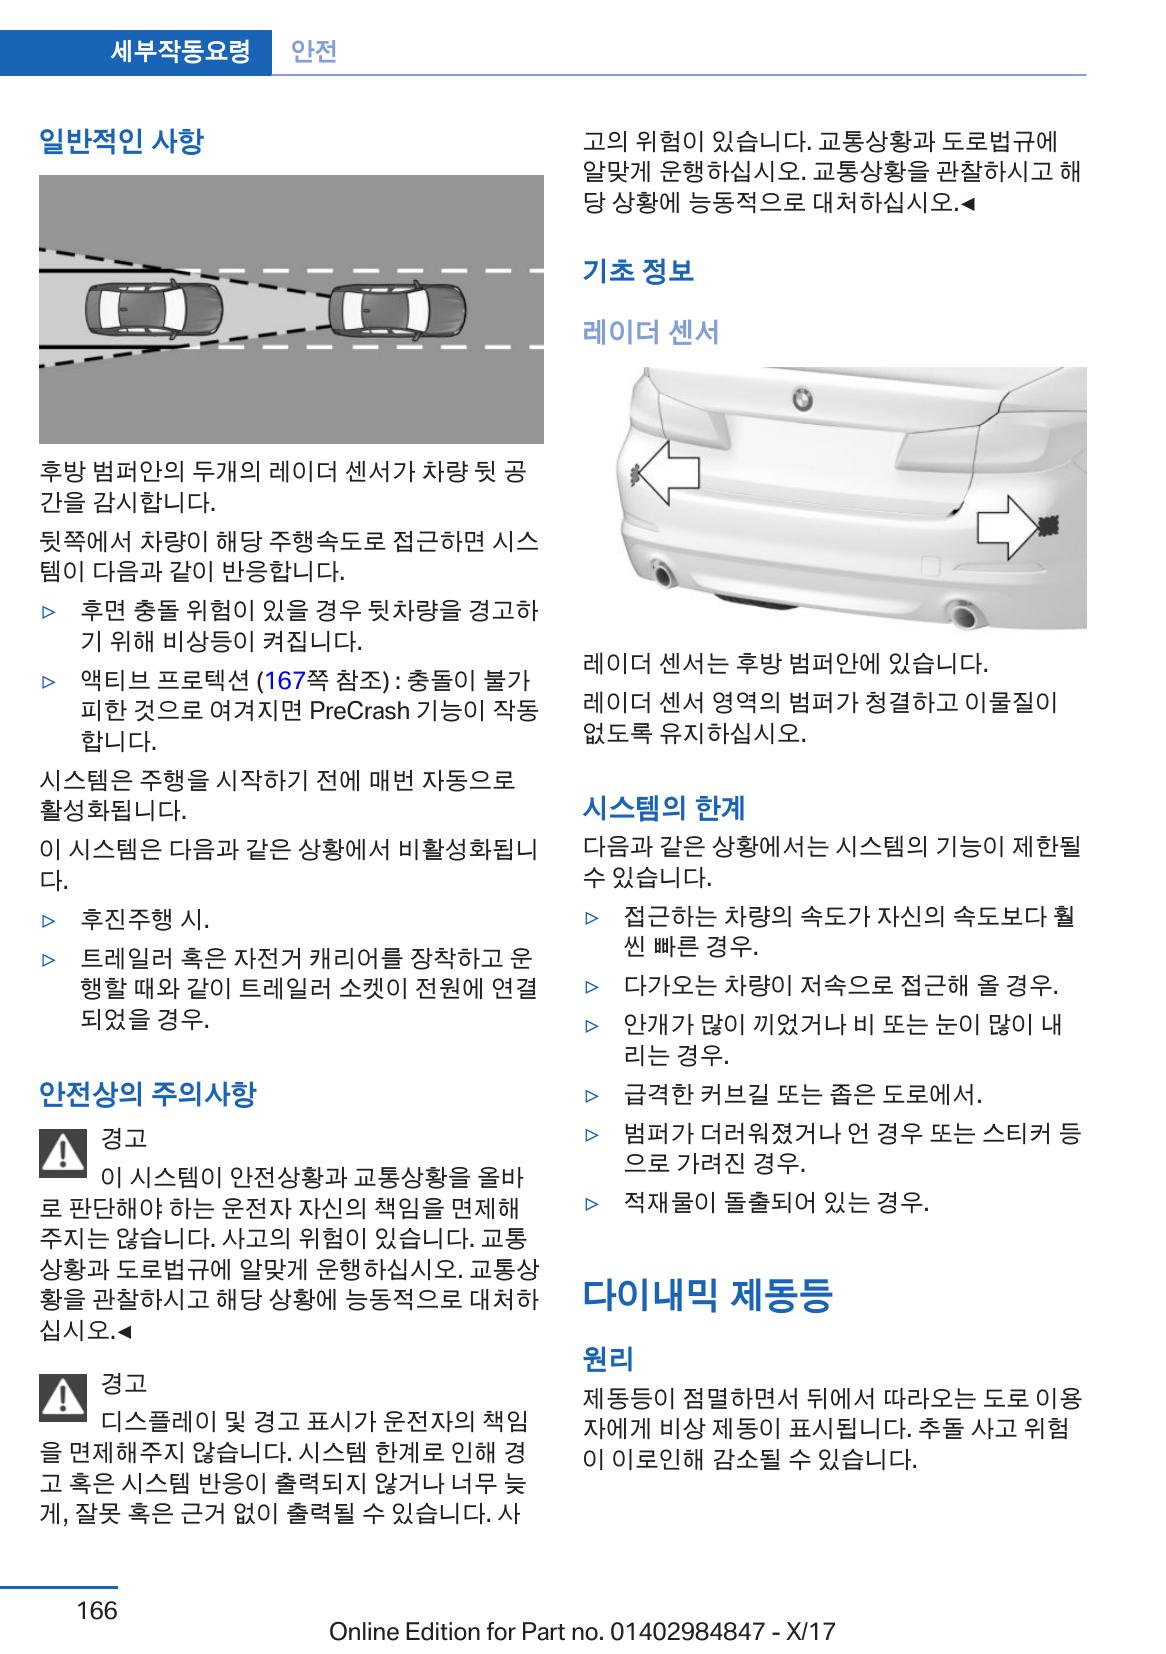 세부작동요령 안전
일반적인 사항
후방 범퍼안의 두개의 레이더 센서가 차량 뒷 공
간을 감시합니다.
뒷쪽에서 차량이 해당 주행속도로 접근하면 시스
템이 다음과 같이 반응합니다.
▷ 후면 충돌 위험이 있을 경우 뒷차량을 경고하
기 위해 비상등이 켜집니다.
▷ 액티브 프로텍션 (167쪽 참조) : 충돌이 불가
피한 것으로 여겨지면 PreCrash 기능이 작동
합니다.
시스템은 주행을 시작하기 전에 매번 자동으로
활성화됩니다.
이 시스템은 다음과 같은 상황에서 비활성화됩니
다.
▷ 후진주행 시.
▷ 트레일러 혹은 자전거 캐리어를 장착하고 운
행할 때와 같이 트레일러 소켓이 전원에 연결
되었을 경우.
안전상의 주의사항
경고
이 시스템이 안전상황과 교통상황을 올바
로 판단해야 하는 운전자 자신의 책임을 면제해
주지는 않습니다. 사고의 위험이 있습니다. 교통
상황과 도로법규에 알맞게 운행하십시오. 교통상
황을 관찰하시고 해당 상황에 능동적으로 대처하
십시오.◄
경고
디스플레이 및 경고 표시가 운전자의 책임
을 면제해주지 않습니다. 시스템 한계로 인해 경
고 혹은 시스템 반응이 출력되지 않거나 너무 늦
게, 잘못 혹은 근거 없이 출력될 수 있습니다. 사
고의 위험이 있습니다. 교통상황과 도로법규에
알맞게 운행하십시오. 교통상황을 관찰하시고 해
당 상황에 능동적으로 대처하십시오.◄
기초 정보
레이더 센서
레이더 센서는 후방 범퍼안에 있습니다.
레이더 센서 영역의 범퍼가 청결하고 이물질이
없도록 유지하십시오.
시스템의 한계
다음과 같은 상황에서는 시스템의 기능이 제한될
수 있습니다.
▷ 접근하는 차량의 속도가 자신의 속도보다 훨
씬 빠른 경우.
▷ 다가오는 차량이 저속으로 접근해 올 경우.
▷ 안개가 많이 끼었거나 비 또는 눈이 많이 내
리는 경우.
▷ 급격한 커브길 또는 좁은 도로에서.
▷ 범퍼가 더러워졌거나 언 경우 또는 스티커 등
으로 가려진 경우.
▷ 적재물이 돌출되어 있는 경우.
다이내믹 제동등
원리
제동등이 점멸하면서 뒤에서 따라오는 도로 이용
자에게 비상 제동이 표시됩니다. 추돌 사고 위험
이 이로인해 감소될 수 있습니다.
166
Online Edition for Part no. 01402984847 - X/17